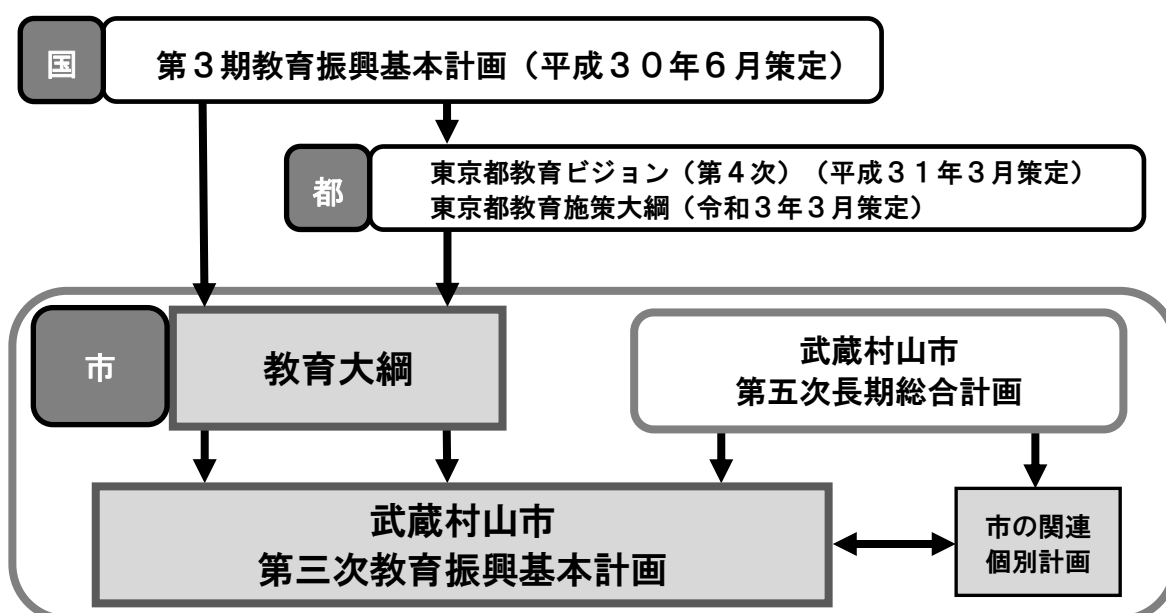 国
第３期教育振興基本計画（平成３０年６月策定）
都
東京都教育ビジョン（第４次）（平成３１年３月策定）
東京都教育施策大綱（令和３年３月策定）
市
教育大綱
武蔵村山市
第五次長期総合計画
武蔵村山市
第三次教育振興基本計画
市の関連
個別計画